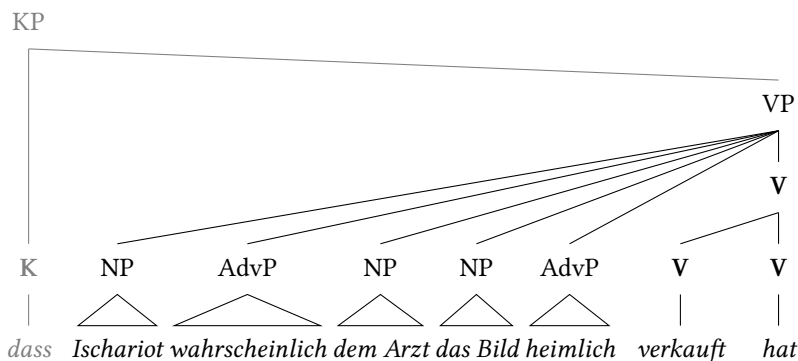 KP
VP
V
K NP AdvP NP NP AdvP V V
dass Ischariot wahrscheinlich dem Arzt das Bild heimlich verkauft hat